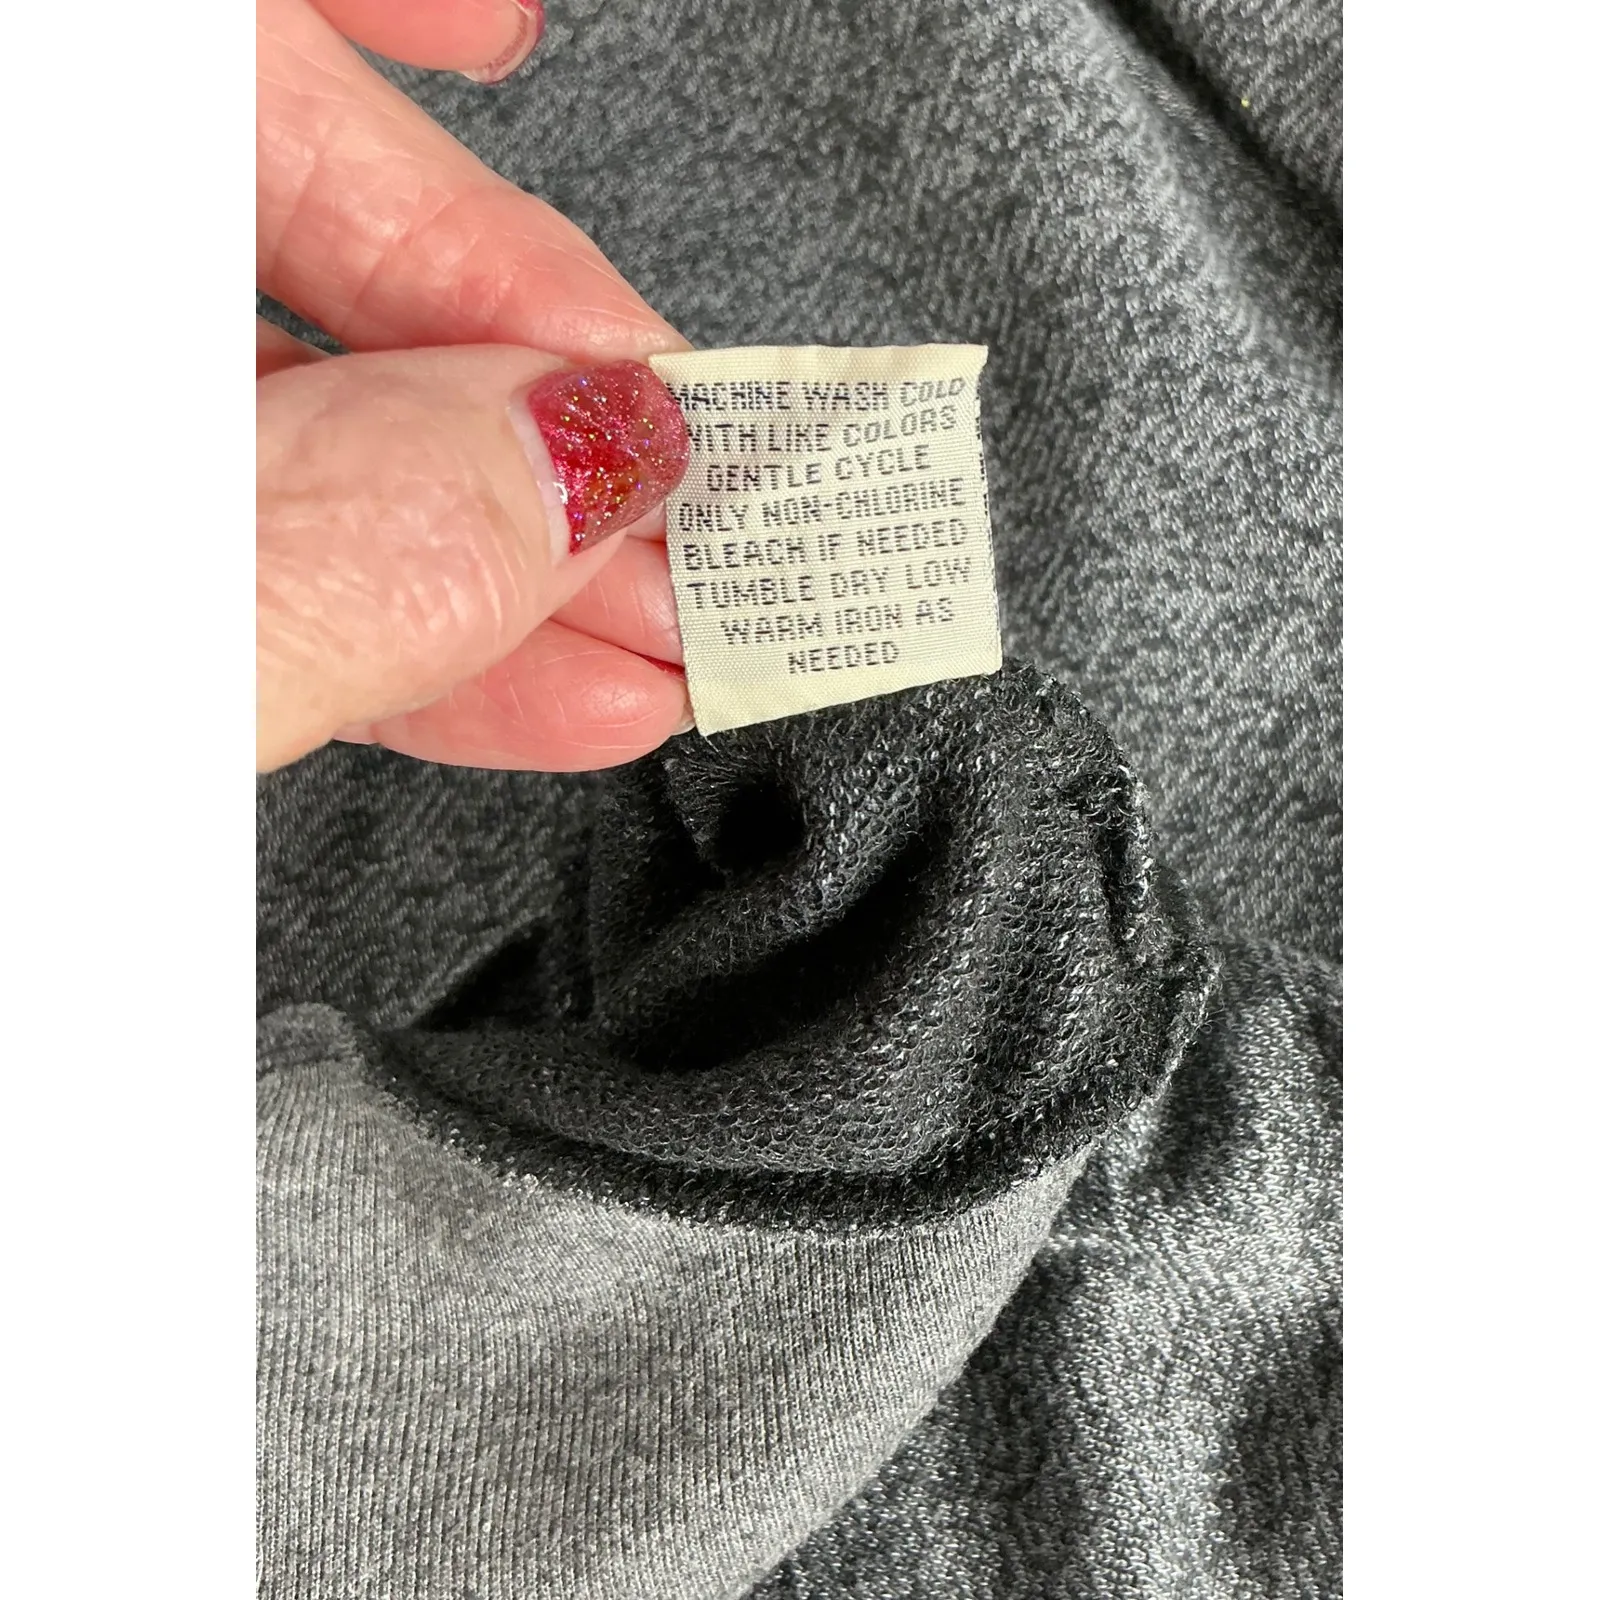 MACHINE WASH COLD
WITH LIKE COLORS
GENTLE CYCLE
ONLY NON-CHLORINE
BLEACH IF NEEDED
TUMBLE DRY LOW
WARM IRON AS
NEEDED